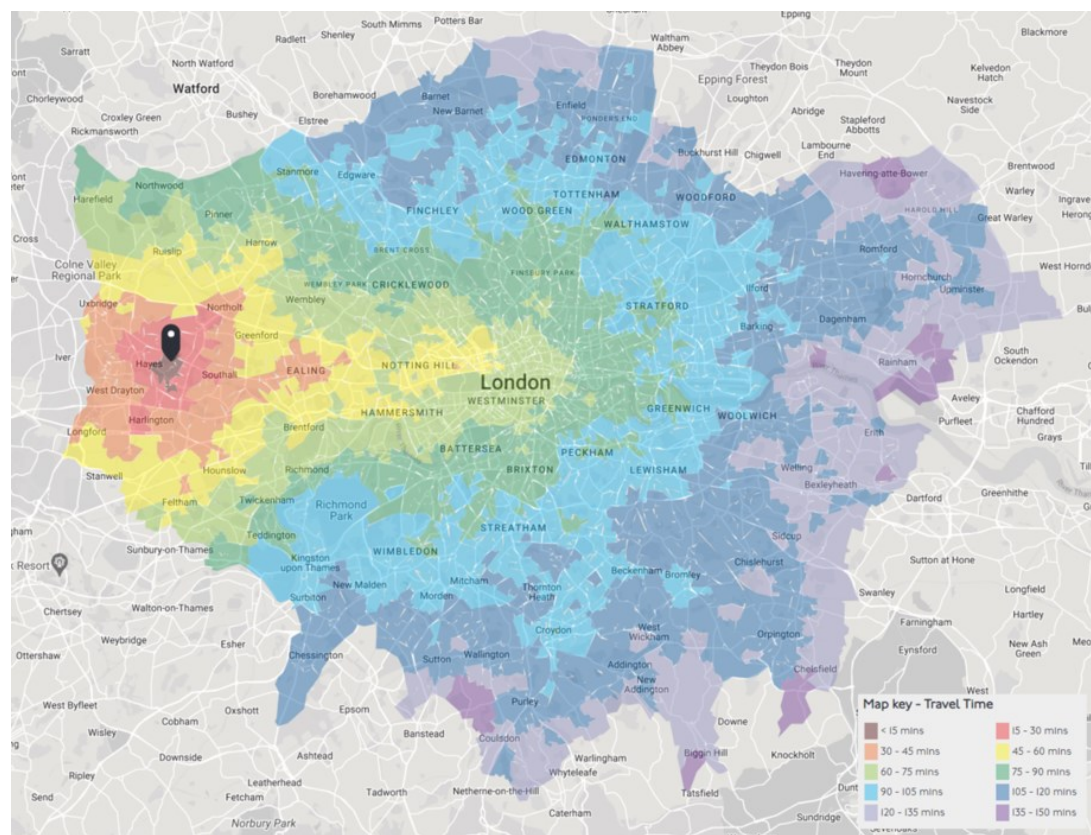 South Mimms
Potters Bar
Epping
Sarratt
Radlett
Shenley
Waltham
Abbey
Blackmore
North Watford
Theydon Bois
Theydon
Mount
Kelvedon
Hatch
Watford
Borehamwood
Epping Forest
Chorleywood
Bushey
Barnet
Enfield
Loughton
Navestock
Side
Croxley Green
Elstree
New Barnet
PONDERS END
Abridge
Stapleford
Abbotts
Rickmansworth
Buckhurst Hill
Chigwell
Lambourne
End
Brentwood
Northwood
Stanmore
Edgware
EDMONTON
Havering-atte-Bower
Warley
Harefield
Pinner
FINCHLEY
WOOD GREEN
TOTTENHAM
WOODFORD
HAROLD HILL
Great Warley
WALTHAMSTOW
Cross
Ruislip
Harrow
BRENT CROSS
Romford
Colne Valley
Regional Park
WEMBLEY PARK
CRICKLEWOOD
FINSBURY PARK
Hornchurch
West Hornd
Uxbridge
Northolt
Wembley
STRATFORD
Ilford
Upminster
Greenford
Barking
Dagenham
Iver
Hayes
NOTTING HILL
South
Ockendon
Southall
EALING
London
Rainham
West Drayton
WESTMINSTER
HAMMERSMITH
GREENWICH
WOOLWICH
Aveley
Harlington
Purfleet
Chafford
Hundred
Longford
Brentford
Erith
Grays
BATTERSEA
PECKHAM
Stanwell
Hounslow
Richmond
BRIXTON
LEWISHAM
Welling
Feltham
Twickenham
Bexleyheath
Dartford
Greenhithe
Richmond
Park
Teddington
STREATHAM
Sunbury-on-Thames
WIMBLEDON
Sidcup
Resort
Kingston
upon Thames
Chislehurst
Sutton at Hone
New Malden
Mitcham
Thornton
Heath
Beckenham
Bromley
Swanley
Longfield
Chertsey
Walton-on-Thames
Surbiton
Morden
Farningham
Hartley
Weybridge
Esher
Croydon
West
Wickham
Orpington
New Ash
Green
Ottershaw
Chessington
Sutton
Wallington
Addington
Chelsfield
Eynsford
New
Addington
West Byfleet
Oxshott
Epsom
Purley
Downe
West
Cobham
Banstead
Coulsdon
Wisley
Biggin Hill
Knockholt
Ashtead
Warlingham
Downside
Whyteleafe
Ripley
Leatherhead
Tatsfield
Send
Fetcham
Tadworth
Netherne-on-the-Hill
Caterham
Sundridge
Norbury Park
Sevenoaks
Map key - Travel Time
< 15 mins
15 - 30 mins
30 - 45 mins
45 - 60 mins
60 - 75 mins
75 - 90 mins
90 - 105 mins
105 - 120 mins
120 - 135 mins
135 - 150 mins